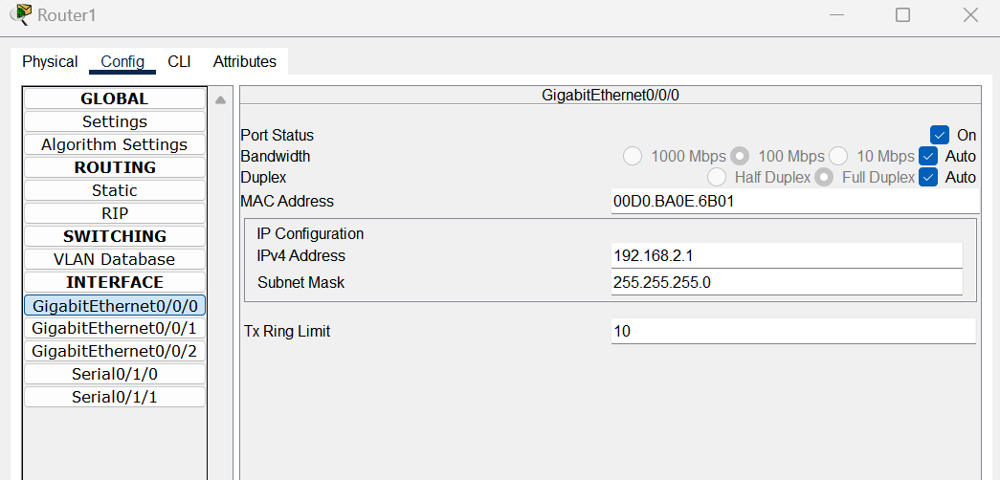 Router1
Physical Config CLI Attributes
GLOBAL
Settings
Algorithm Settings
ROUTING
Static
RIP
SWITCHING
VLAN Database
INTERFACE
GigabitEthernet0/0/0
GigabitEthernet0/0/1
GigabitEthernet0/0/2
Serial0/1/0
Serial0/1/1
GigabitEthernet0/0/0
Port Status On
Bandwidth 1000 Mbps 100 Mbps 10 Mbps Auto
Duplex Half Duplex Full Duplex Auto
MAC Address 00D0.BA0E.6B01
IP Configuration
IPv4 Address 192.168.2.1
Subnet Mask 255.255.255.0
Tx Ring Limit 10